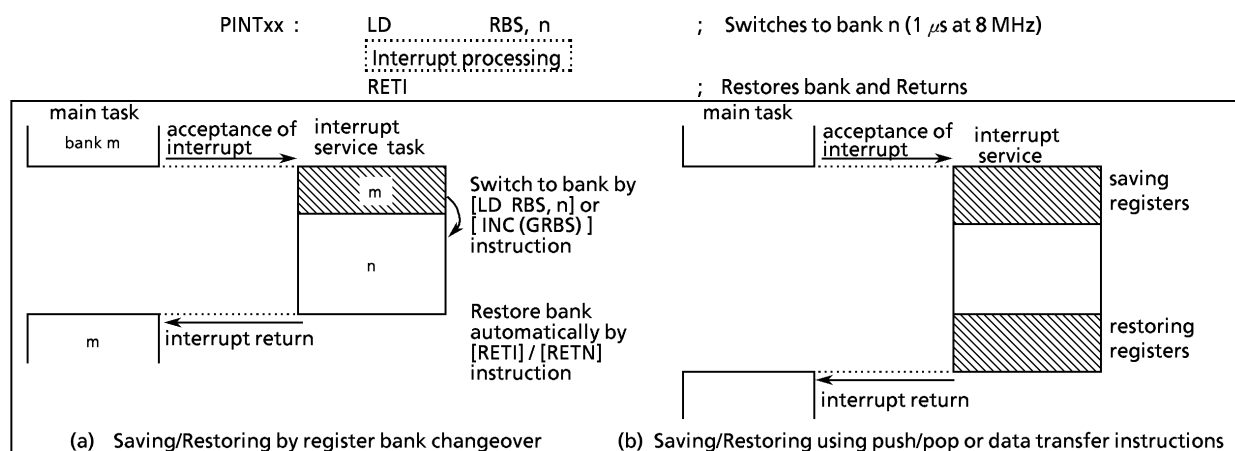 PINTxx : LD RBS, n ; Switches to bank n (1 μs at 8 MHz)
Interrupt processing
RETI ; Restores bank and Returns
main task
bank m
acceptance of
interrupt
interrupt
service task
m
Switch to bank by
[LD RBS, n] or
[ INC (GRBS) ]
instruction
n
Restore bank
automatically by
[RETI] / [RETN]
instruction
interrupt return
m
(a) Saving/Restoring by register bank changeover
main task
acceptance of
interrupt
interrupt
service
saving
registers
restoring
registers
interrupt return
(b) Saving/Restoring using push/pop or data transfer instructions